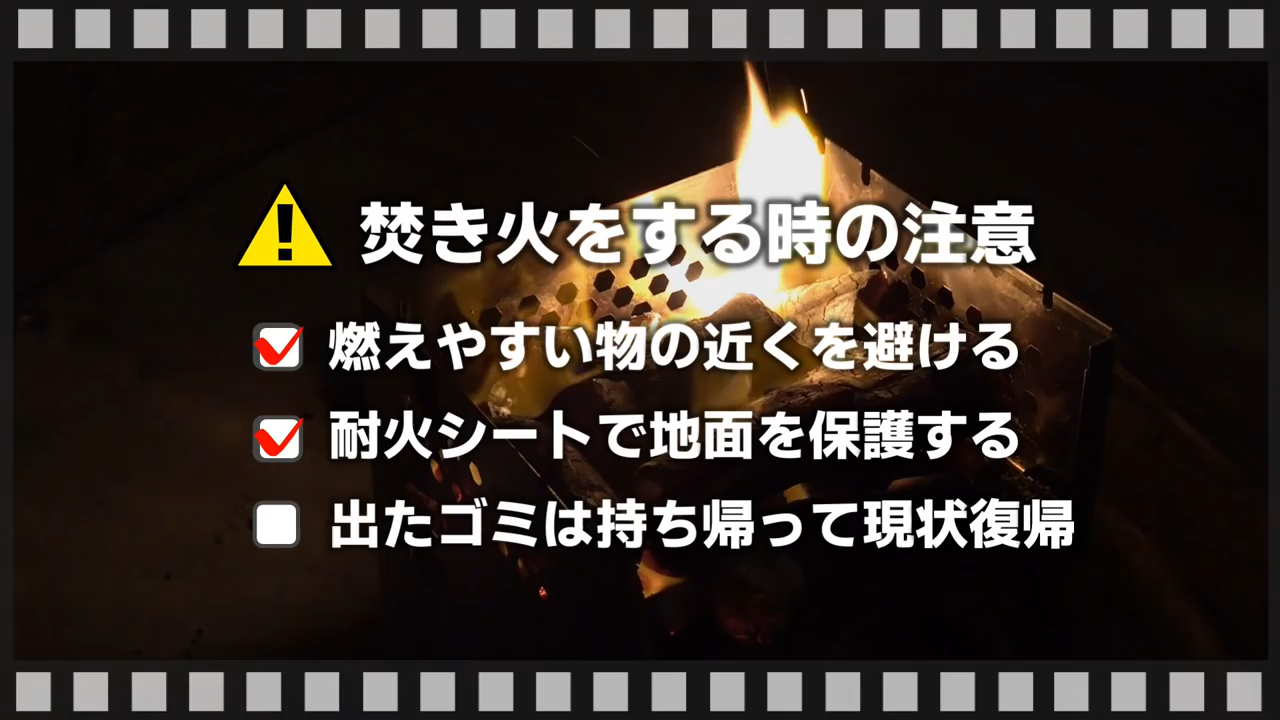 焚き火をする時の注意
燃えやすい物の近くを避ける
耐火シートで地面を保護する
出たゴミは持ち帰って現状復帰